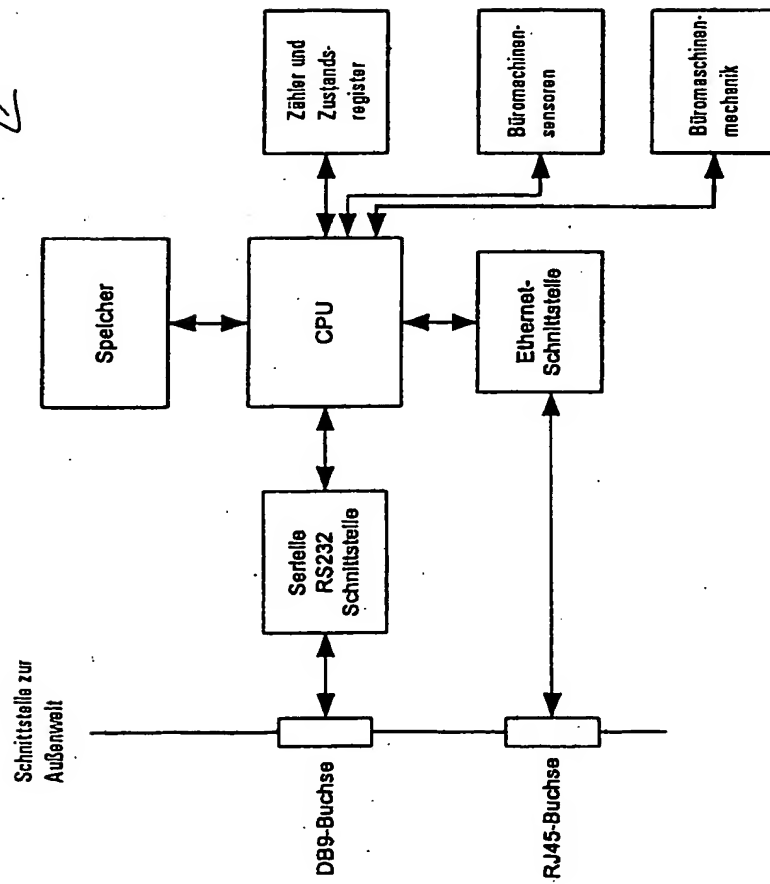 Schnittstelle zur
Außenwelt
DB9-Buchse
RJ45-Buchse
Serielle
RS232
Schnittstelle
Speicher
CPU
Ethernet-
Schnittstelle
Zähler und
Zustands-
register
Büromachinen-
sensoren
Büromaschinen-
mechanik